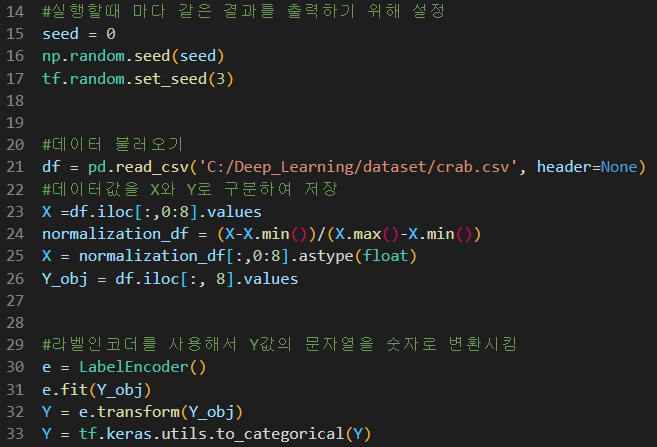 14 #실행할때 마다 같은 결과를 출력하기 위해 설정
15 seed = 0
16 np.random.seed(seed)
17 tf.random.set_seed(3)
18
19
20 #데이터 불러오기
21 df = pd.read_csv('C:/Deep_Learning/dataset/crab.csv', header=None)
22 #데이터값을 X와 Y로 구분하여 저장
23 X =df.iloc[:,0:8].values
24 normalization_df = (X-X.min())/(X.max()-X.min())
25 X = normalization_df[:,0:8].astype(float)
26 Y_obj = df.iloc[:, 8].values
27
28
29 #라벨인코더를 사용해서 Y값의 문자열을 숫자로 변환시킴
30 e = LabelEncoder()
31 e.fit(Y_obj)
32 Y = e.transform(Y_obj)
33 Y = tf.keras.utils.to_categorical(Y)